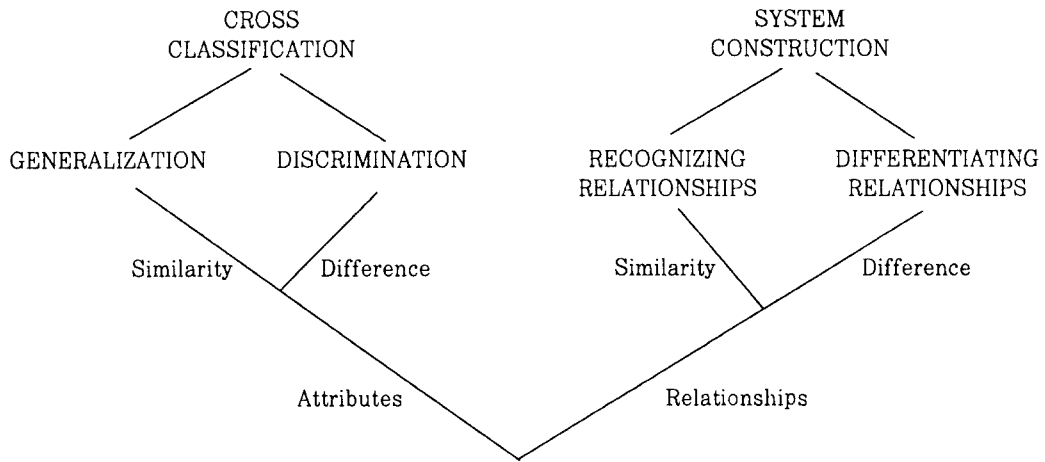 CROSS
CLASSIFICATION
SYSTEM
CONSTRUCTION
GENERALIZATION
DISCRIMINATION
RECOGNIZING
RELATIONSHIPS
DIFFERENTIATING
RELATIONSHIPS
Similarity
Difference
Similarity
Difference
Attributes
Relationships